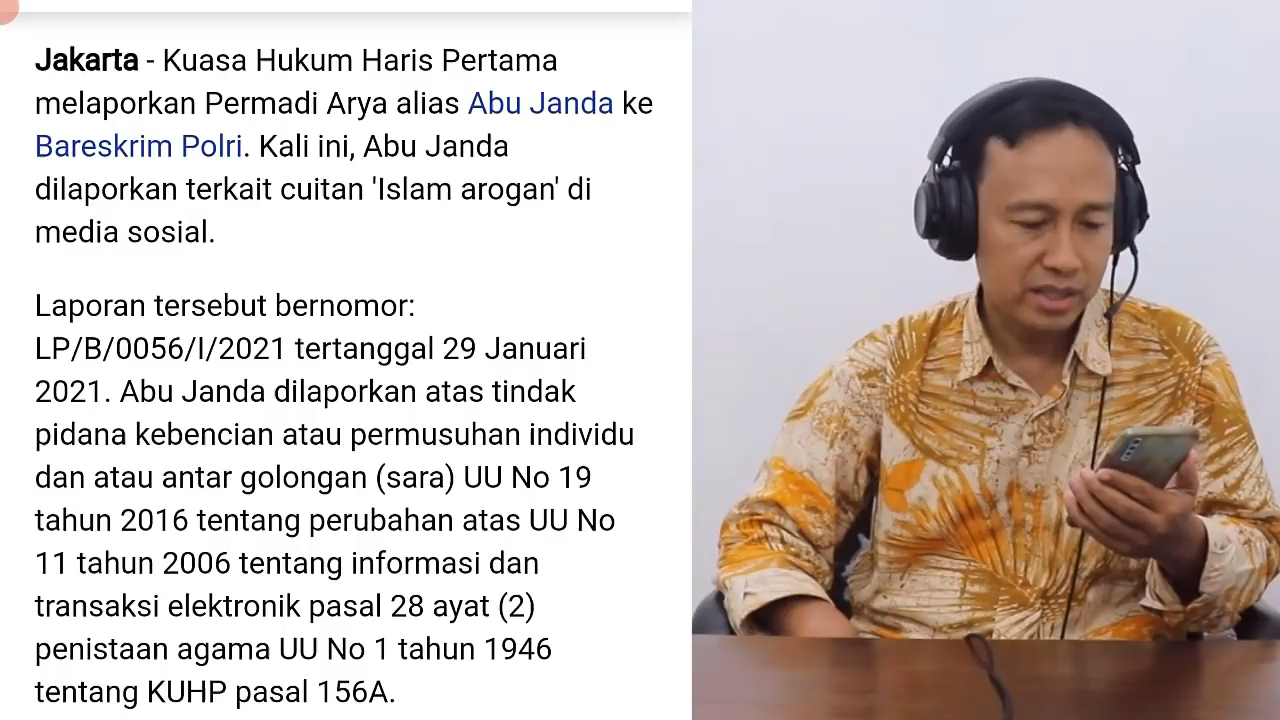 Jakarta - Kuasa Hukum Haris Pertama
melaporkan Permadi Arya alias Abu Janda ke
Bareskrim Polri. Kali ini, Abu Janda
dilaporkan terkait cuitan 'Islam arogan' di
media sosial.
Laporan tersebut bernomor:
LP/B/0056/I/2021 tertanggal 29 Januari
2021. Abu Janda dilaporkan atas tindak
pidana kebencian atau permusuhan individu
dan atau antar golongan (sara) UU No 19
tahun 2016 tentang perubahan atas UU No
11 tahun 2006 tentang informasi dan
transaksi elektronik pasal 28 ayat (2)
penistaan agama UU No 1 tahun 1946
tentang KUHP pasal 156A.